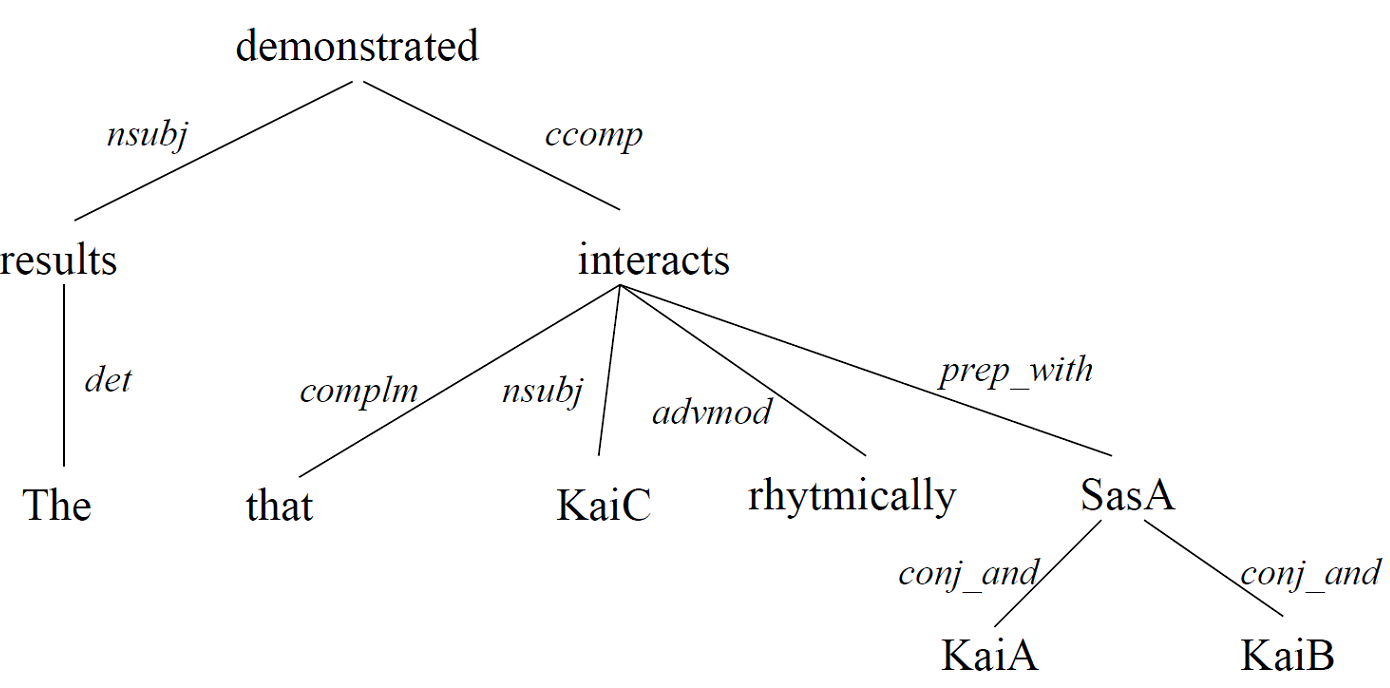 demonstrated
nsubj ccomp
results interacts
det complm nsubj advmod prep_with
The that KaiC rhytmically SasA
conj_and conj_and
KaiA KaiB